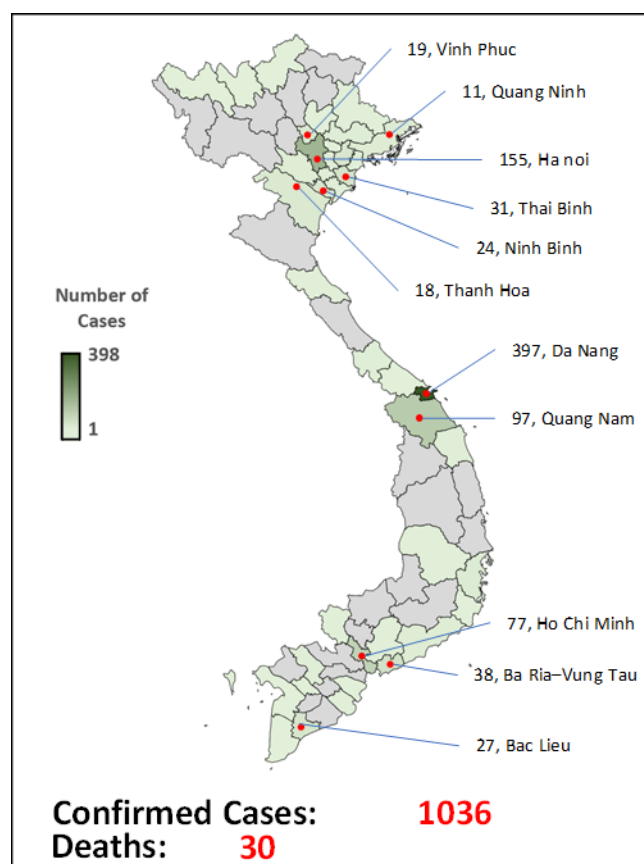 19, Vinh Phuc
11, Quang Ninh
155, Ha noi
31, Thai Binh
24, Ninh Binh
18, Thanh Hoa
Number of
Cases
398
1
397, Da Nang
97, Quang Nam
77, Ho Chi Minh
38, Ba Ria–Vung Tau
27, Bac Lieu
Confirmed Cases: 1036
Deaths: 30